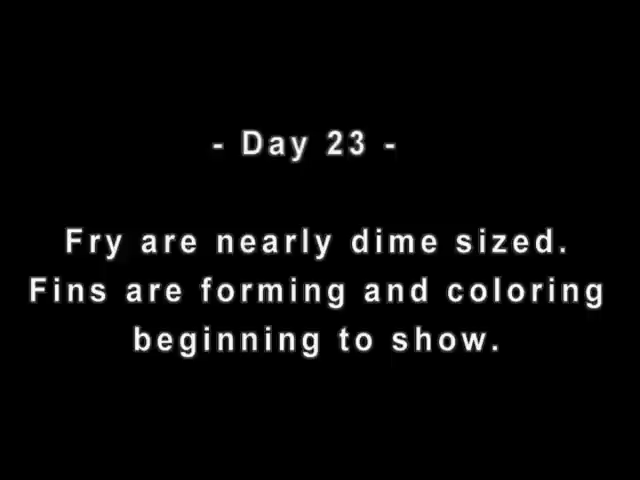 - Day 23 -
Fry are nearly dime sized.
Fins are forming and coloring
beginning to show.